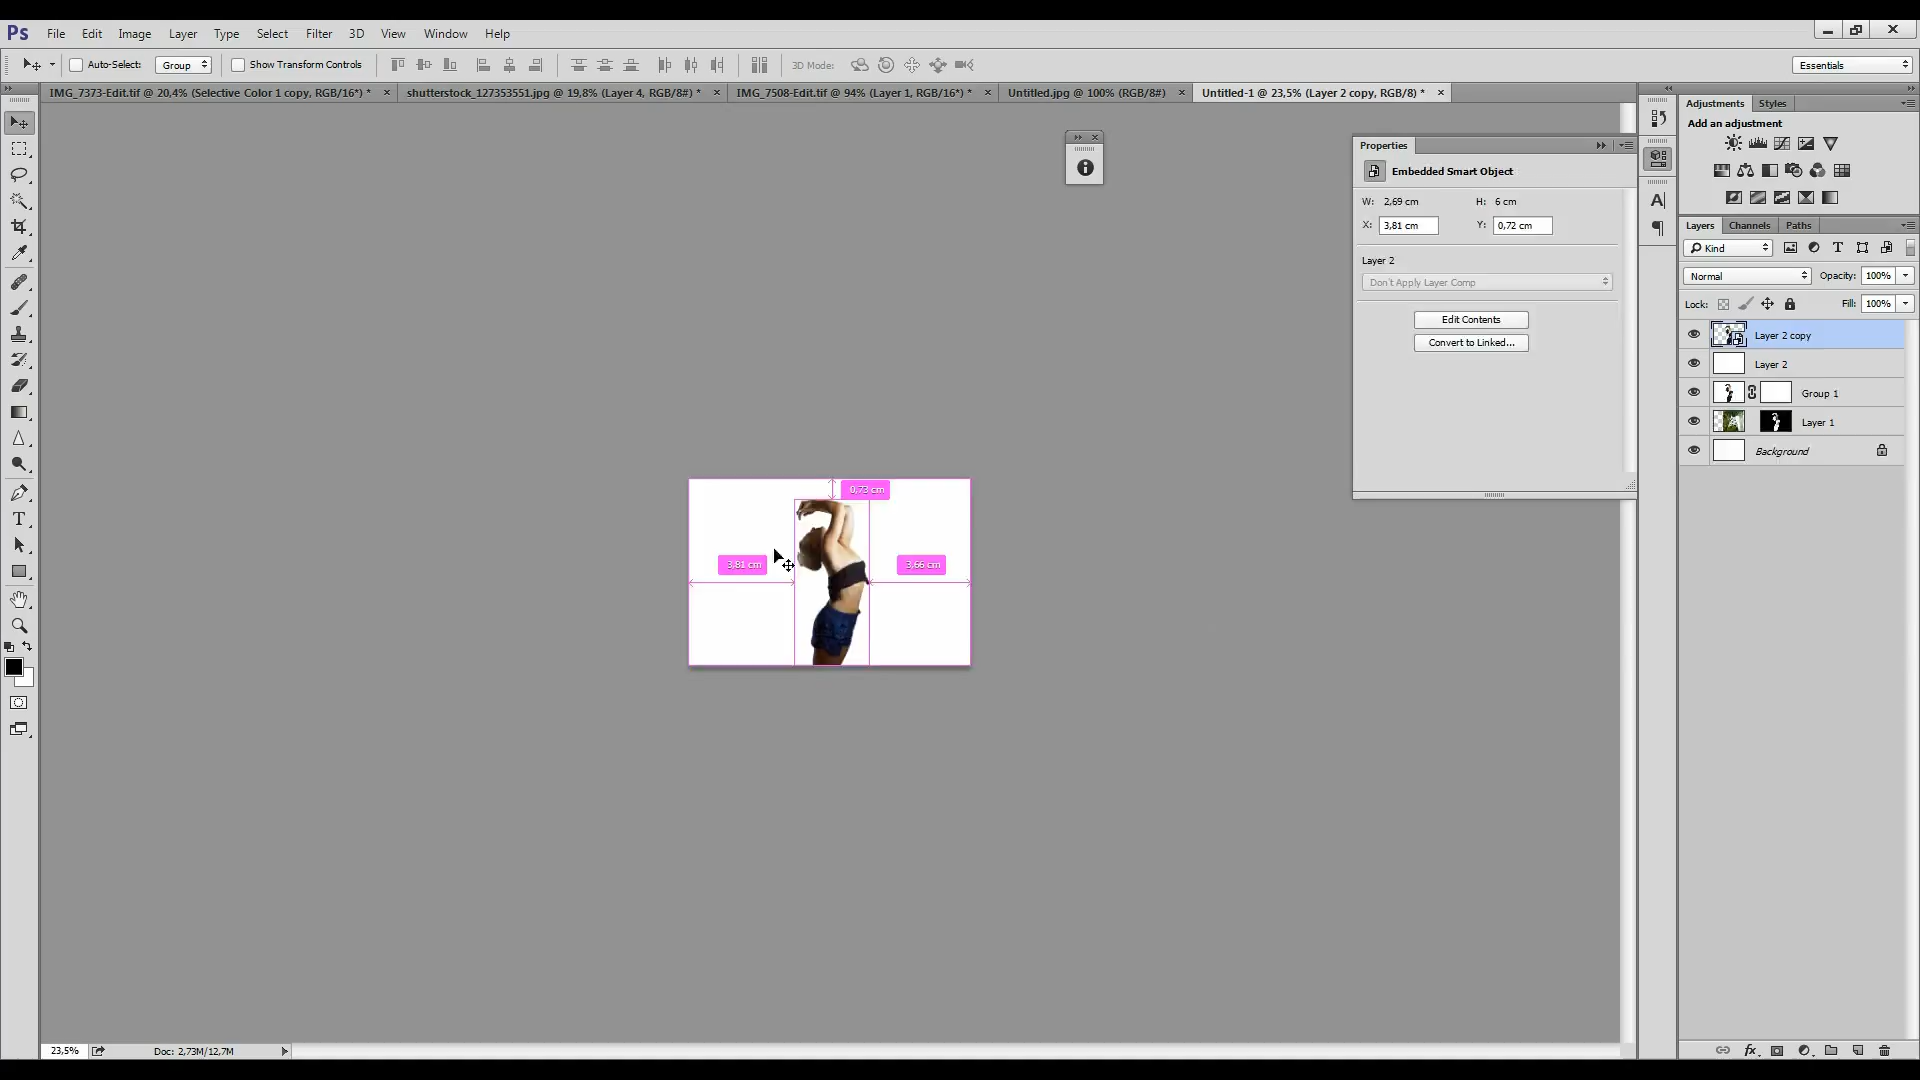 Ps File Edit Image Layer Type Select Filter 3D View Window Help
Auto-Select: Group Show Transform Controls 3D Mode: Essentials
IMG_7373-Edit.tif @ 20,4% (Selective Color 1 copy, RGB/16*) * shutterstock_127353551.jpg @ 19,8% (Layer 4, RGB/8#) * IMG_7508-Edit.tif @ 94% (Layer 1, RGB/16*) * Untitled.jpg @ 100% (RGB/8#) Untitled-1 @ 23,5% (Layer 2 copy, RGB/8) *
Properties
Embedded Smart Object
W: 2,69 cm H: 6 cm
X: 3,81 cm Y: 0,72 cm
Layer 2
Don't Apply Layer Comp
Edit Contents
Convert to Linked...
0,73 cm
3,81 cm
3,66 cm
Adjustments Styles
Add an adjustment
Layers Channels Paths
Kind
Normal Opacity: 100%
Lock: Fill: 100%
Layer 2 copy
Layer 2
Group 1
Layer 1
Background
23,5% Doc: 2,73M/12,7M